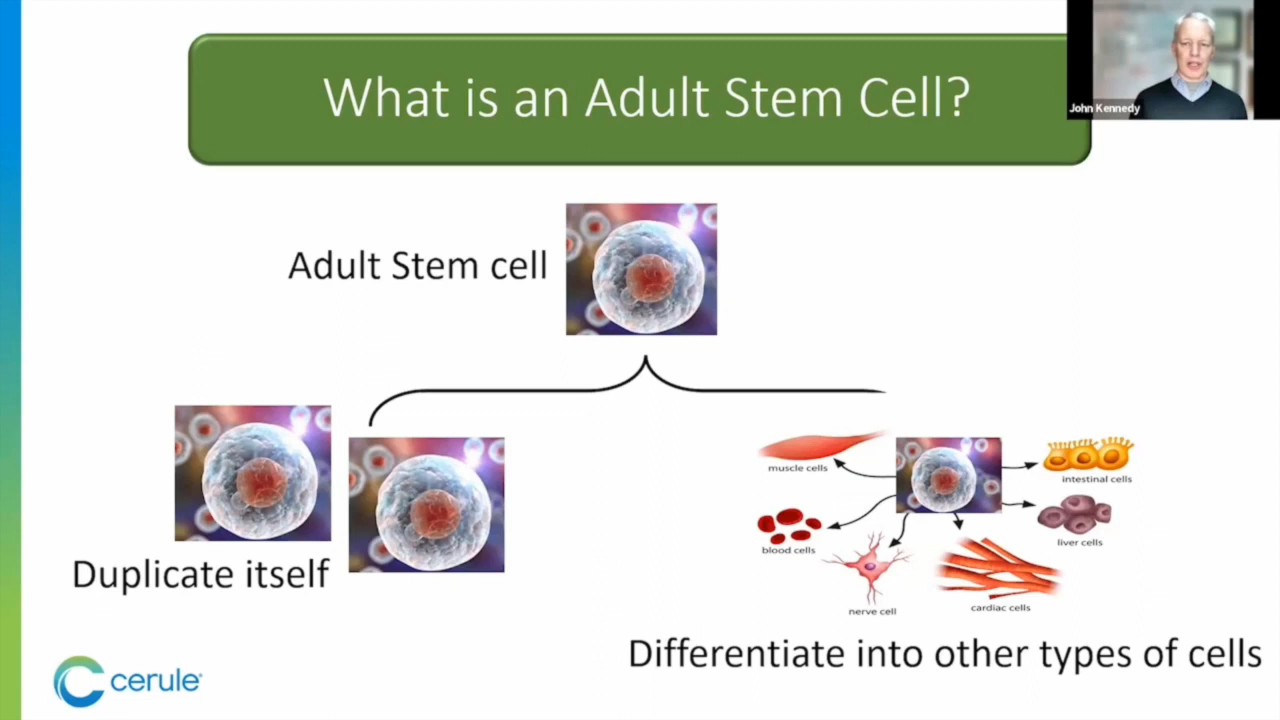 What is an Adult Stem Cell?
John Kennedy
Adult Stem cell
muscle cells
intestinal cells
blood cells
liver cells
nerve cell
cardiac cells
Duplicate itself
Differentiate into other types of cells
cerule